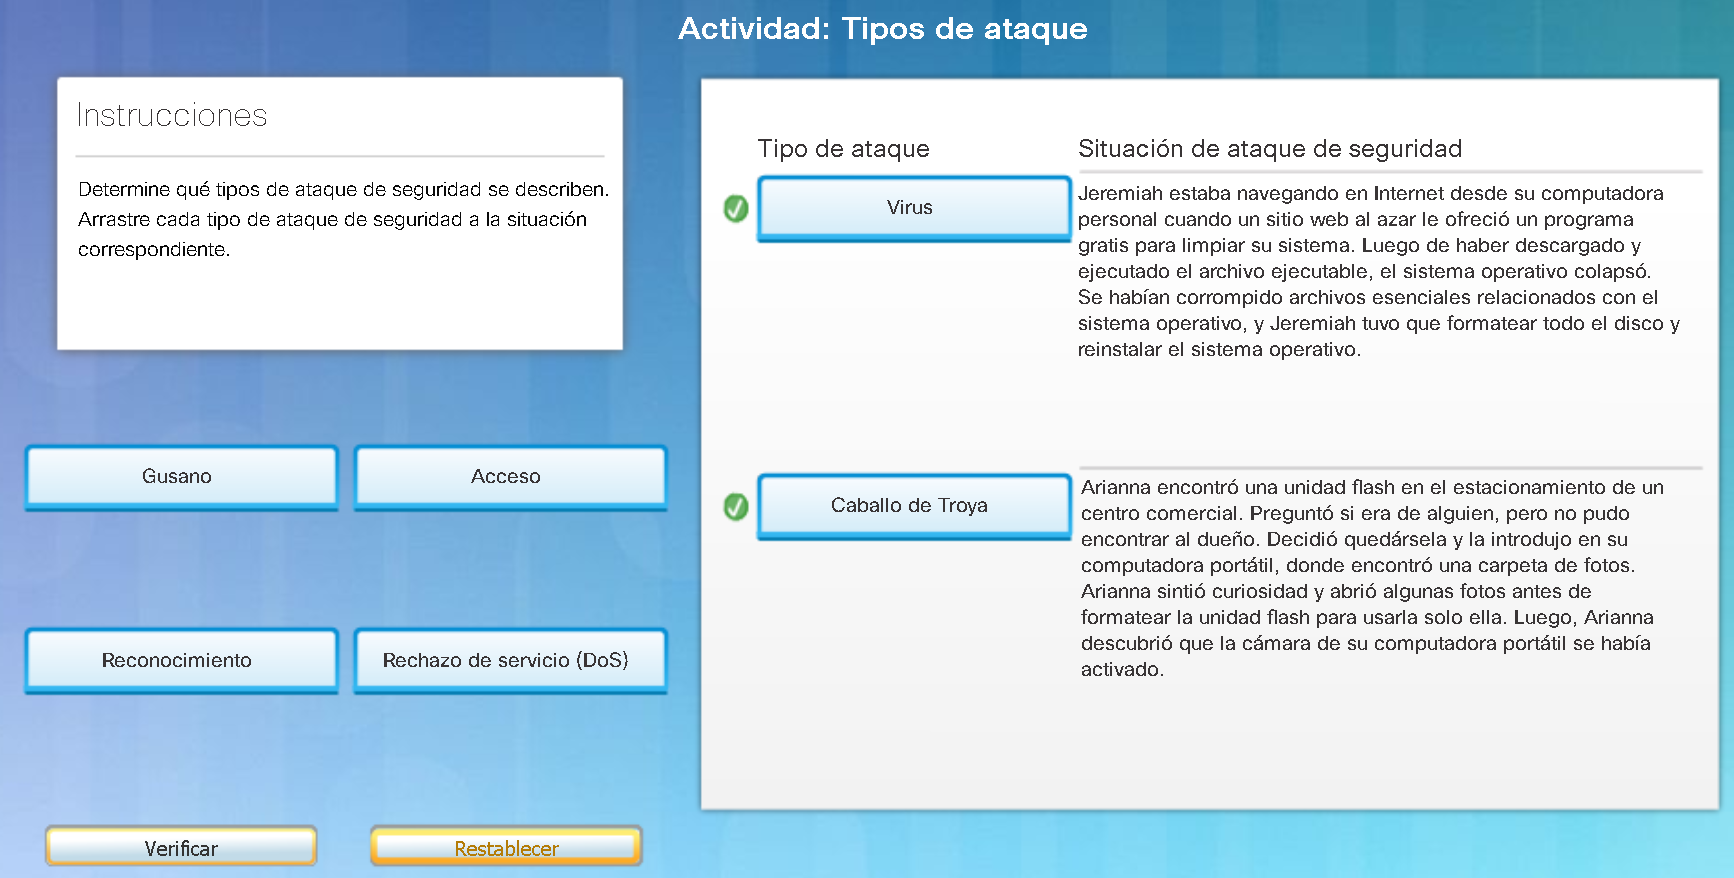 Actividad: Tipos de ataque
Instrucciones
Determine qué tipos de ataque de seguridad se describen.
Arrastre cada tipo de ataque de seguridad a la situación
correspondiente.
Gusano
Acceso
Reconocimiento
Rechazo de servicio (DoS)
Verificar
Restablecer
Tipo de ataque
Situación de ataque de seguridad
Virus
Jeremiah estaba navegando en Internet desde su computadora
personal cuando un sitio web al azar le ofreció un programa
gratis para limpiar su sistema. Luego de haber descargado y
ejecutado el archivo ejecutable, el sistema operativo colapsó.
Se habían corrompido archivos esenciales relacionados con el
sistema operativo, y Jeremiah tuvo que formatear todo el disco y
reinstalar el sistema operativo.
Caballo de Troya
Arianna encontró una unidad flash en el estacionamiento de un
centro comercial. Preguntó si era de alguien, pero no pudo
encontrar al dueño. Decidió quedársela y la introdujo en su
computadora portátil, donde encontró una carpeta de fotos.
Arianna sintió curiosidad y abrió algunas fotos antes de
formatear la unidad flash para usarla solo ella. Luego, Arianna
descubrió que la cámara de su computadora portátil se había
activado.